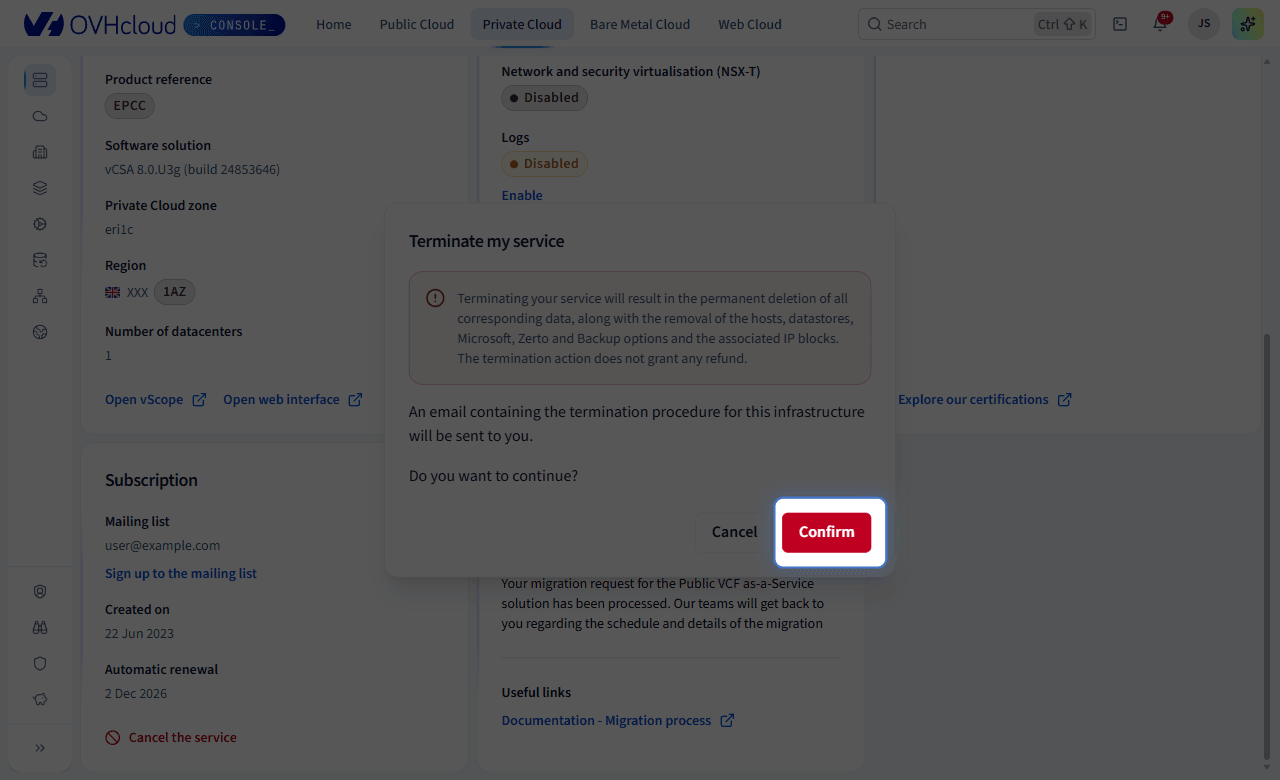 OVHcloud > CONSOLE_ Home Public Cloud Private Cloud Bare Metal Cloud Web Cloud Search Ctrl K 9+ JS
Product reference
EPCC
Software solution
vCSA 8.0.U3g (build 24853646)
Private Cloud zone
eri1c
Region
XXX 1AZ
Number of datacenters
1
Open vScope Open web interface
Network and security virtualisation (NSX-T)
Disabled
Logs
Disabled
Enable
Explore our certifications
Terminate my service
Terminating your service will result in the permanent deletion of all
corresponding data, along with the removal of the hosts, datastores,
Microsoft, Zerto and Backup options and the associated IP blocks.
The termination action does not grant any refund.
An email containing the termination procedure for this infrastructure
will be sent to you.
Do you want to continue?
Cancel Confirm
Subscription
Mailing list
user@example.com
Sign up to the mailing list
Created on
22 Jun 2023
Automatic renewal
2 Dec 2026
Cancel the service
Your migration request for the Public VCF as-a-Service
solution has been processed. Our teams will get back to
you regarding the schedule and details of the migration
Useful links
Documentation - Migration process